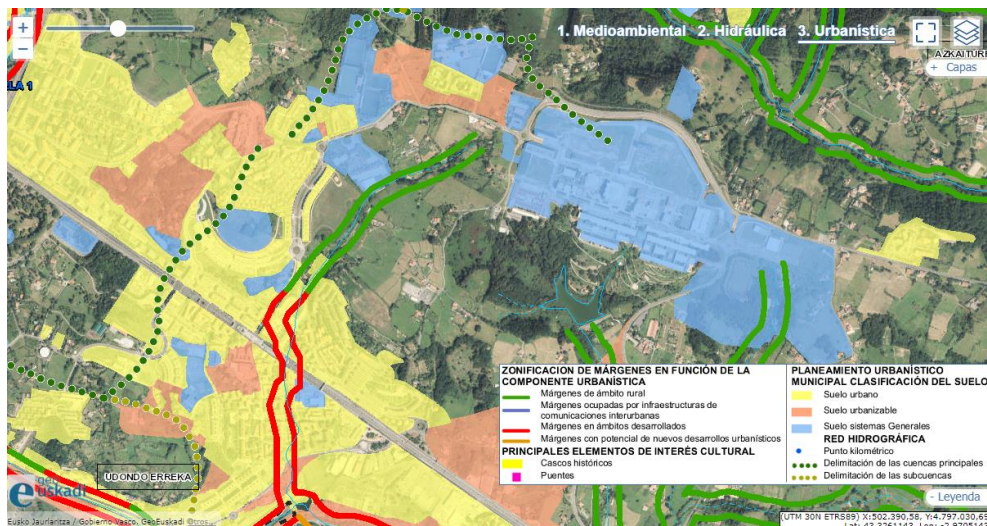 +
−
1. Medioambiental 2. Hidráulica 3. Urbanística
+ Capas
LA 1
ZONIFICACION DE MÁRGENES EN FUNCIÓN DE LA
COMPONENTE URBANÍSTICA
Márgenes de ámbito rural
Márgenes ocupadas por infraestructuras de
comunicaciones interurbanas
Márgenes en ámbitos desarrollados
Márgenes con potencial de nuevos desarrollos urbanísticos
PRINCIPALES ELEMENTOS DE INTERÉS CULTURAL
Cascos históricos
Puentes
PLANEAMIENTO URBANÍSTICO
MUNICIPAL CLASIFICACIÓN DEL SUELO
Suelo urbano
Suelo urbanizable
Suelo sistemas Generales
RED HIDROGRÁFICA
Punto kilométrico
Delimitación de las cuencas principales
Delimitación de las subcuencas
UDONDO ERREKA
geo
euskadi
- Leyenda
Eusko Jaurlaritza / Gobierno Vasco, GeoEuskadi
(UTM 30N ETRS89) X:502.390,58, Y:4.797.030,69